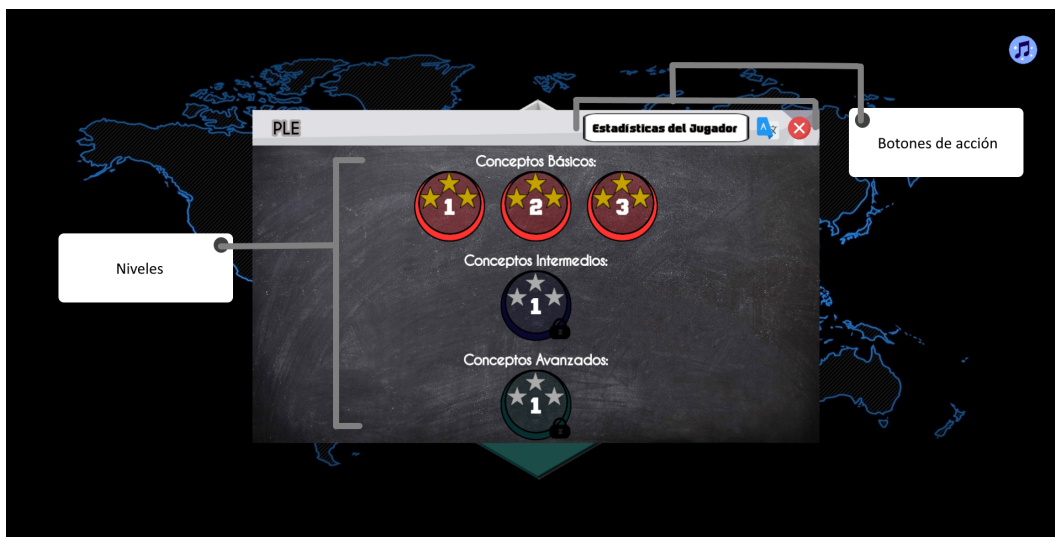 PLE
Estadísticas del Jugador
Botones de acción
Conceptos Básicos:
1 2 3
Niveles
Conceptos Intermedios:
1
Conceptos Avanzados:
1